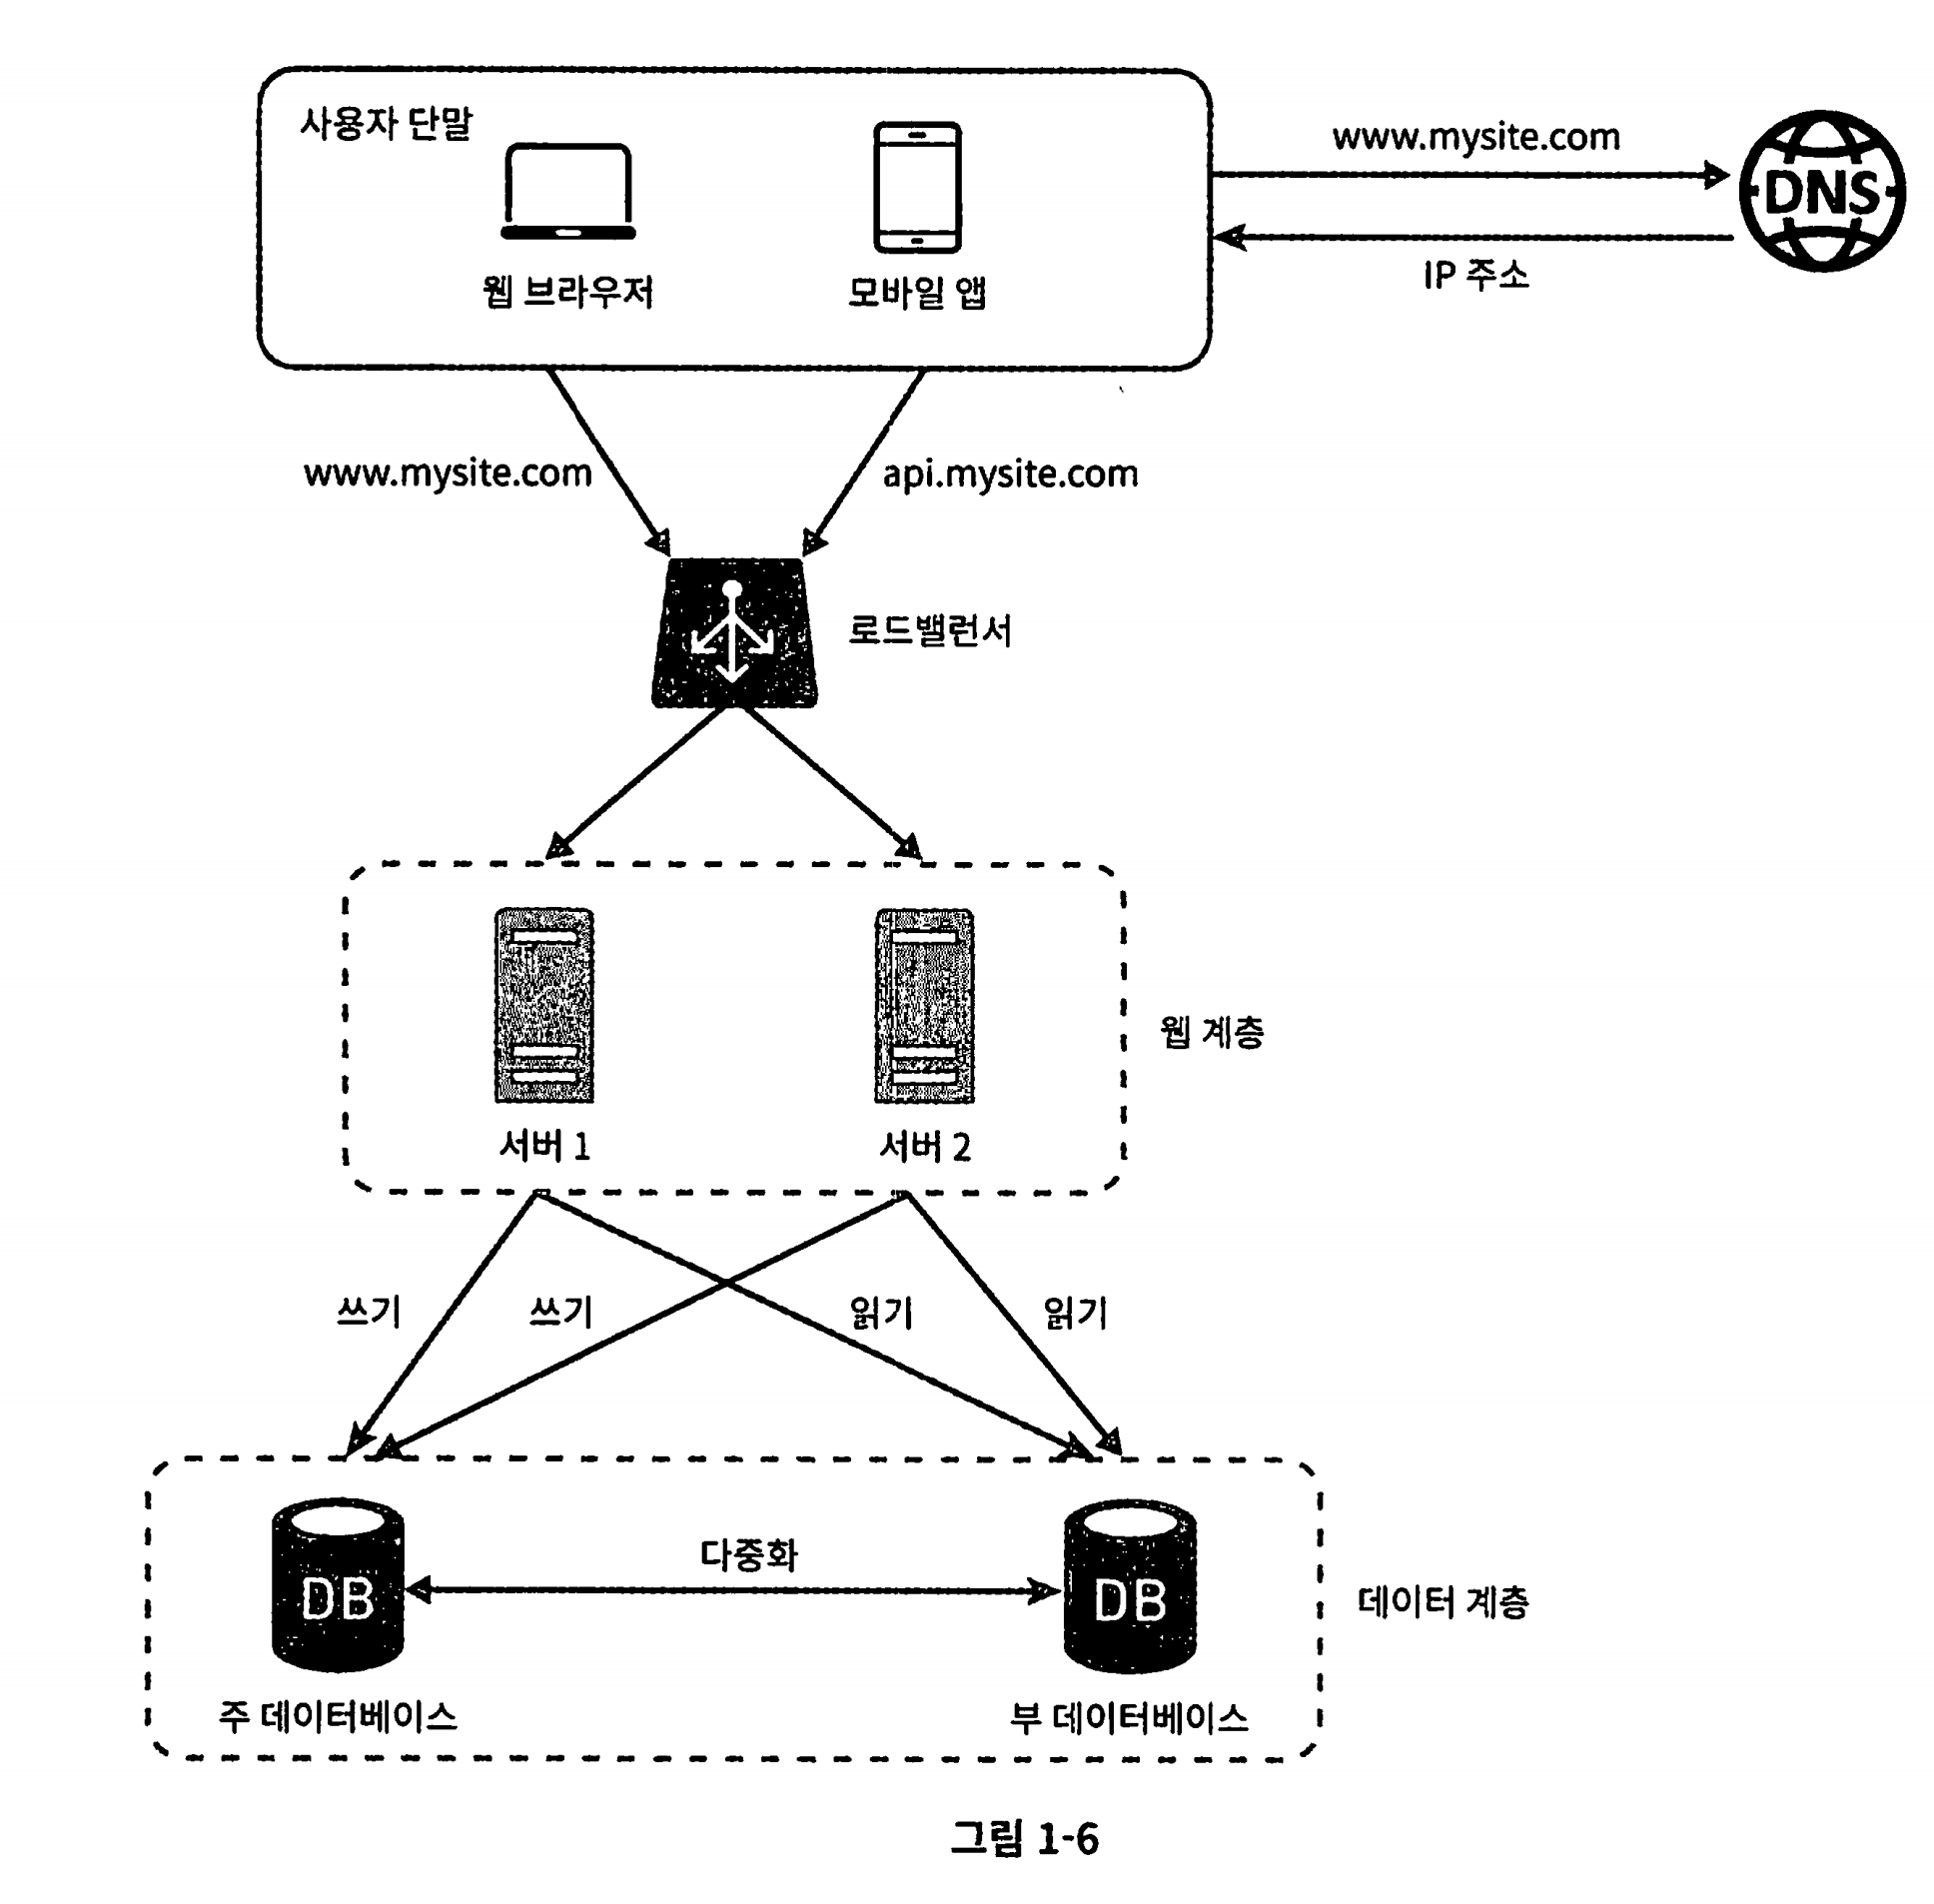 사용자 단말
웹 브라우저
모바일 앱
www.mysite.com
DNS
IP 주소
www.mysite.com
api.mysite.com
로드밸런서
서버 1
서버 2
웹 계층
쓰기
쓰기
읽기
읽기
다중화
DB
DB
데이터 계층
주 데이터베이스
부 데이터베이스
그림 1-6